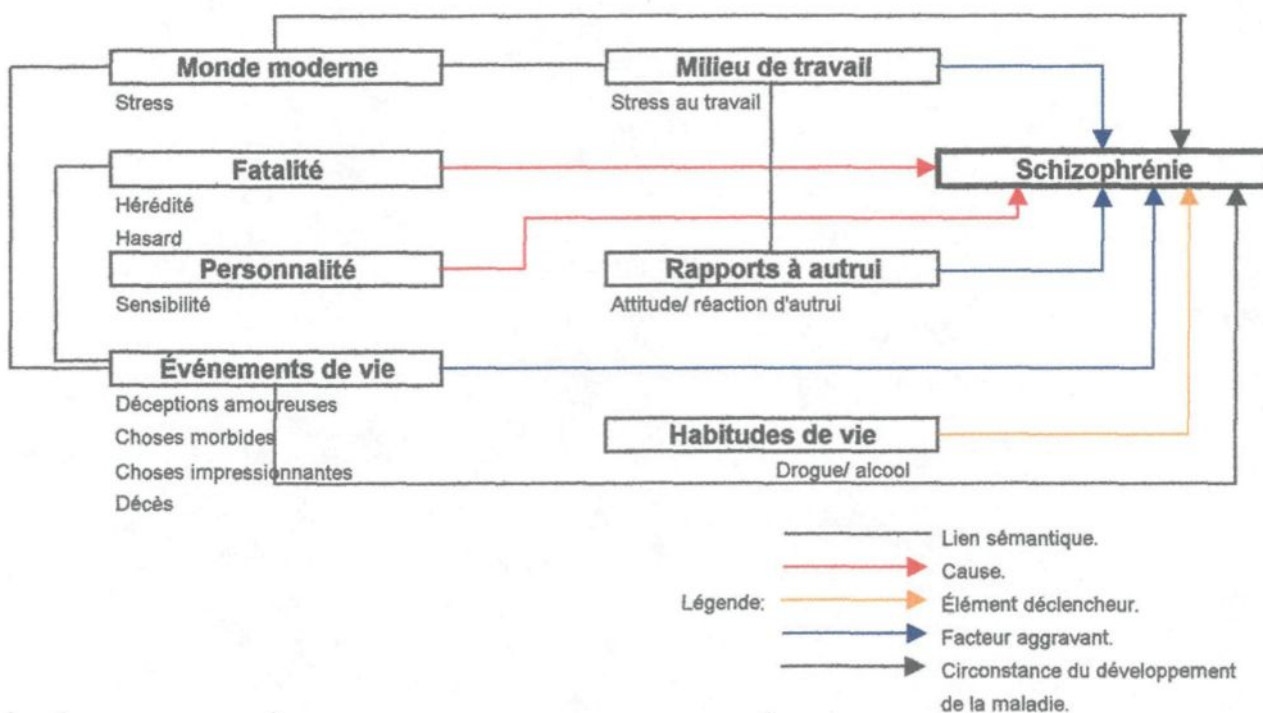 Monde moderne
Milieu de travail
Stress
Stress au travail
Fatalité
Schizophrénie
Hérédité
Hasard
Personnalité
Rapports à autrui
Sensibilité
Attitude/ réaction d'autrui
Événements de vie
Déceptions amoureuses
Choses morbides
Habitudes de vie
Choses impressionnantes
Drogue/ alcool
Décès
Légende:
Lien sémantique.
Cause.
Élément déclencheur.
Facteur aggravant.
Circonstance du développement
de la maladie.